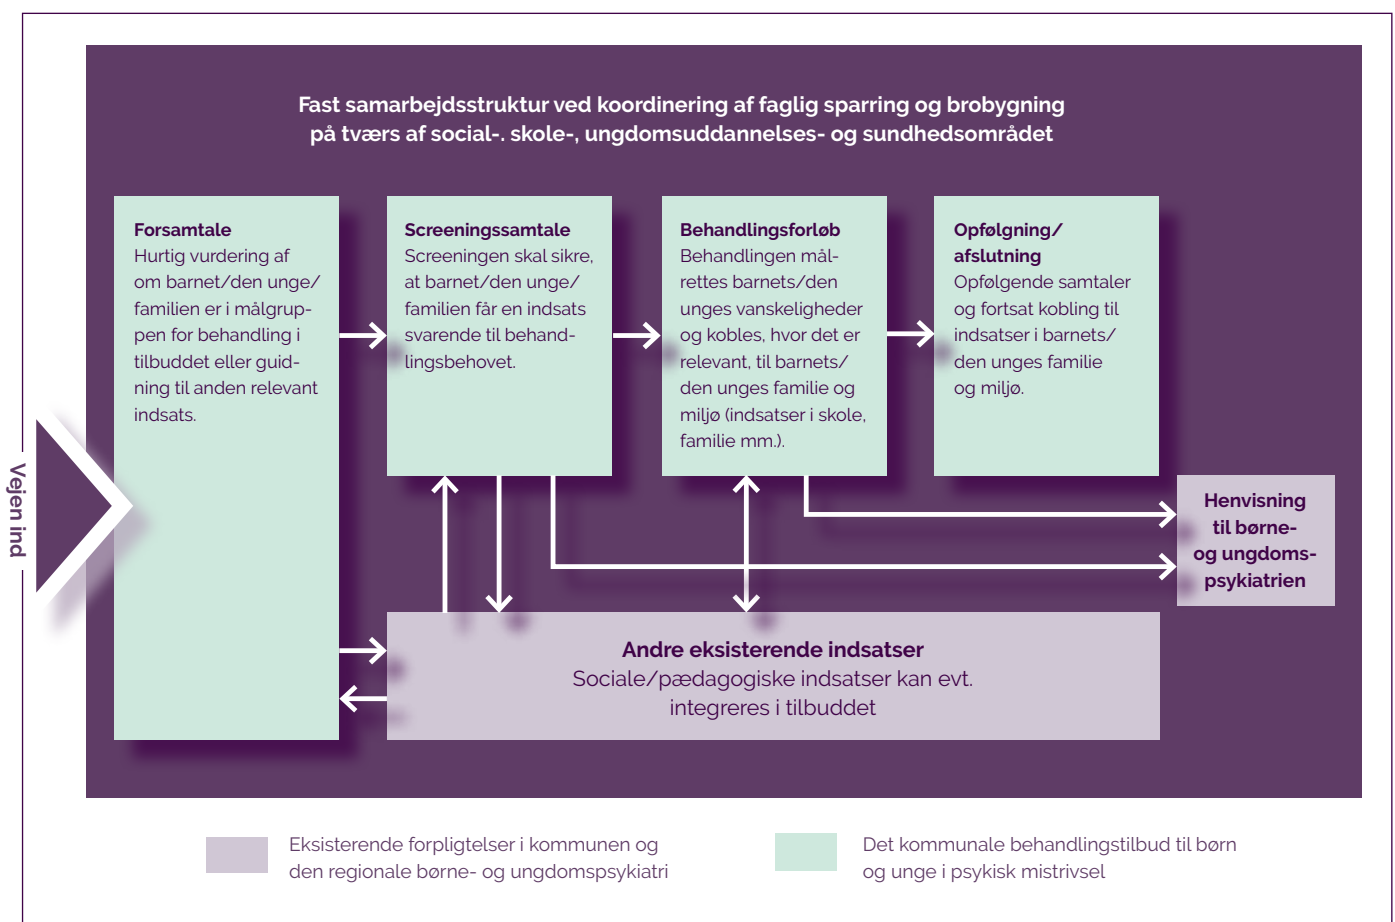 Fast samarbejdsstruktur ved koordinering af faglig sparring og brobygning
på tværs af social-. skole-, ungdomsuddannelses- og sundhedsområdet
Vejen ind
Forsamtale
Hurtig vurdering af
om barnet/den unge/
familien er i målgrup-
pen for behandling i
tilbuddet eller guid-
ning til anden relevant
indsats.
Screeningssamtale
Screeningen skal sikre,
at barnet/den unge/
familien får en indsats
svarende til behand-
lingsbehovet.
Behandlingsforløb
Behandlingen mål-
rettes barnets/den
unges vanskeligheder
og kobles, hvor det er
relevant, til barnets/
den unges familie og
miljø (indsatser i skole,
familie mm.).
Opfølgning/
afslutning
Opfølgende samtaler
og fortsat kobling til
indsatser i barnets/
den unges familie
og miljø.
Henvisning
til børne-
og ungdoms-
psykiatrien
Andre eksisterende indsatser
Sociale/pædagogiske indsatser kan evt.
integreres i tilbuddet
Eksisterende forpligtelser i kommunen og
den regionale børne- og ungdomspsykiatri
Det kommunale behandlingstilbud til børn
og unge i psykisk mistrivsel